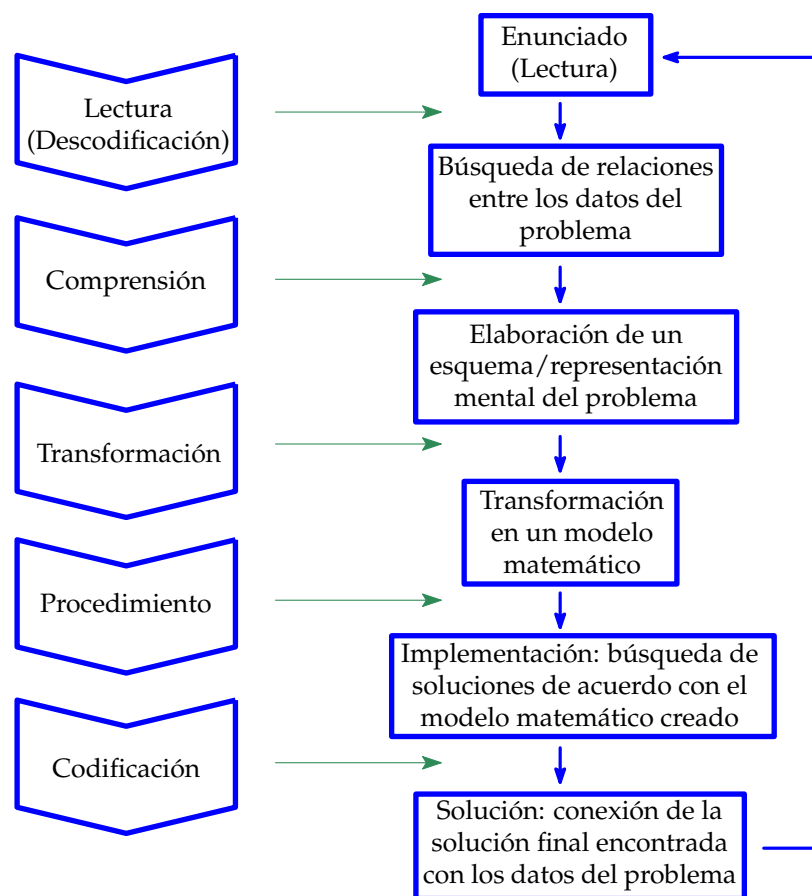 Lectura
(Descodificación)
Comprensión
Transformación
Procedimiento
Codificación
Enunciado
(Lectura)
Búsqueda de relaciones
entre los datos del
problema
Elaboración de un
esquema/representación
mental del problema
Transformación
en un modelo
matemático
Implementación: búsqueda de
soluciones de acuerdo con el
modelo matemático creado
Solución: conexión de la
solución final encontrada
con los datos del problema